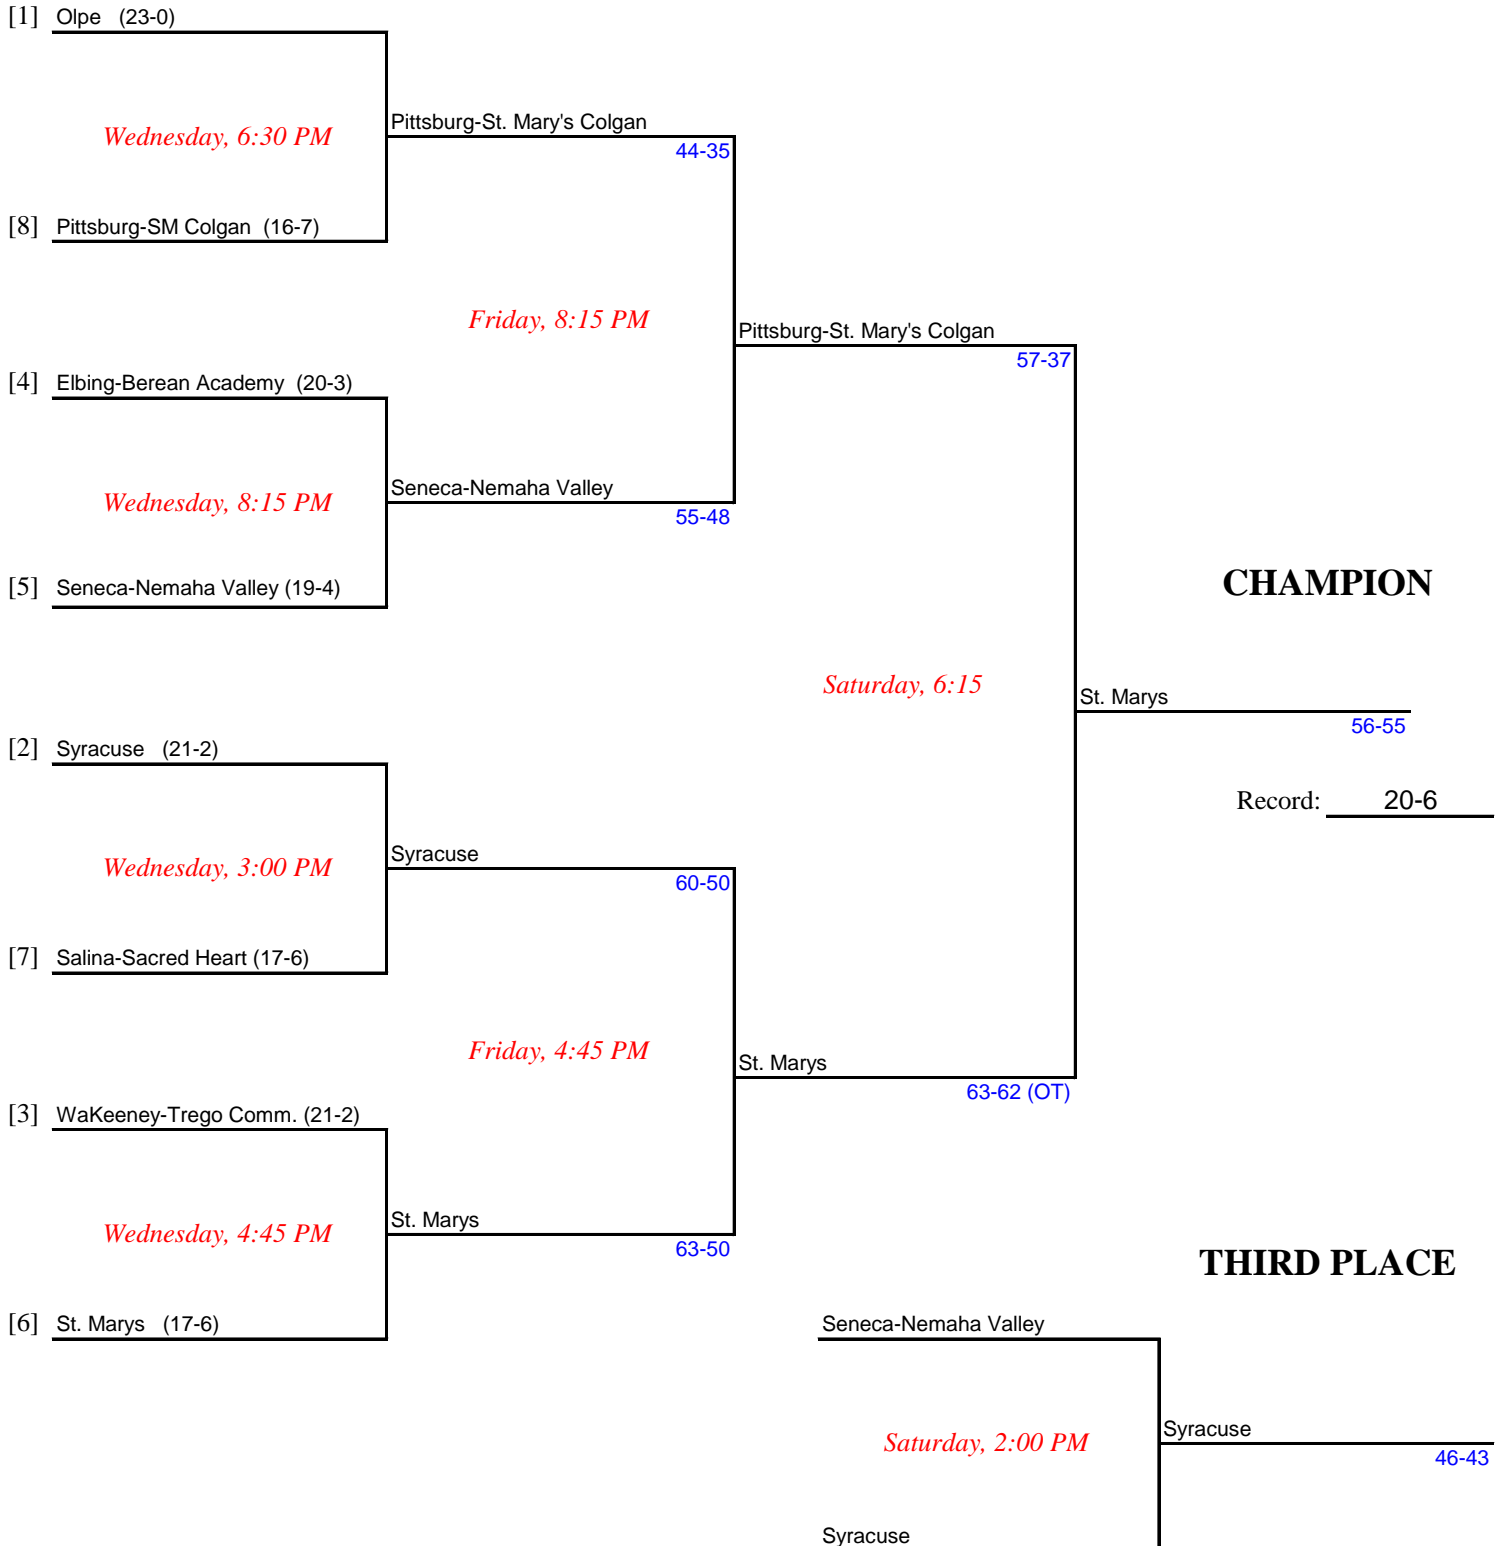 [1] Olpe (23-0)
Wednesday, 6:30 PM
Pittsburg-St. Mary's Colgan
44-35
[8] Pittsburg-SM Colgan (16-7)
Friday, 8:15 PM
Pittsburg-St. Mary's Colgan
57-37
[4] Elbing-Berean Academy (20-3)
Wednesday, 8:15 PM
Seneca-Nemaha Valley
55-48
[5] Seneca-Nemaha Valley (19-4)
CHAMPION
Saturday, 6:15
St. Marys
56-55
[2] Syracuse (21-2)
Record: 20-6
Wednesday, 3:00 PM
Syracuse
60-50
[7] Salina-Sacred Heart (17-6)
Friday, 4:45 PM
St. Marys
63-62 (OT)
[3] WaKeeney-Trego Comm. (21-2)
Wednesday, 4:45 PM
St. Marys
63-50
THIRD PLACE
[6] St. Marys (17-6)
Seneca-Nemaha Valley
Saturday, 2:00 PM
Syracuse
46-43
Syracuse